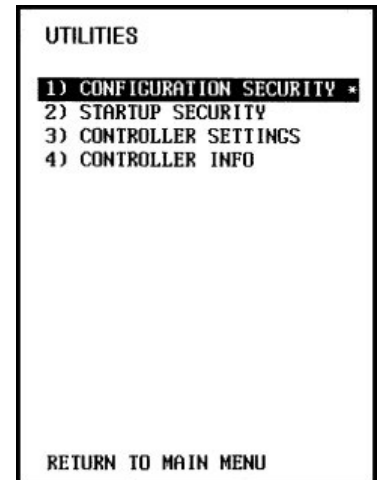 UTILITIES
1) CONFIGURATION SECURITY *
2) STARTUP SECURITY
3) CONTROLLER SETTINGS
4) CONTROLLER INFO
RETURN TO MAIN MENU